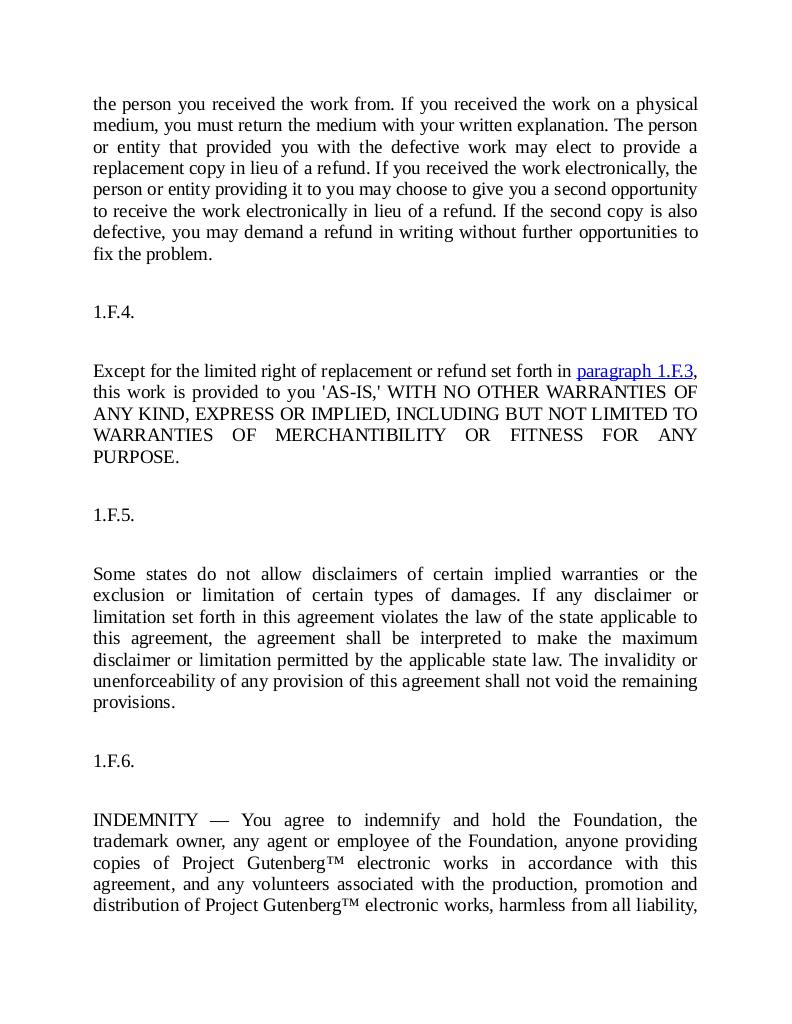 the person you received the work from. If you received the work on a physical
medium, you must return the medium with your written explanation. The person
or entity that provided you with the defective work may elect to provide a
replacement copy in lieu of a refund. If you received the work electronically, the
person or entity providing it to you may choose to give you a second opportunity
to receive the work electronically in lieu of a refund. If the second copy is also
defective, you may demand a refund in writing without further opportunities to
fix the problem.
1.F.4.
Except for the limited right of replacement or refund set forth in paragraph 1.F.3,
this work is provided to you 'AS-IS,' WITH NO OTHER WARRANTIES OF
ANY KIND, EXPRESS OR IMPLIED, INCLUDING BUT NOT LIMITED TO
WARRANTIES OF MERCHANTIBILITY OR FITNESS FOR ANY
PURPOSE.
1.F.5.
Some states do not allow disclaimers of certain implied warranties or the
exclusion or limitation of certain types of damages. If any disclaimer or
limitation set forth in this agreement violates the law of the state applicable to
this agreement, the agreement shall be interpreted to make the maximum
disclaimer or limitation permitted by the applicable state law. The invalidity or
unenforceability of any provision of this agreement shall not void the remaining
provisions.
1.F.6.
INDEMNITY — You agree to indemnify and hold the Foundation, the
trademark owner, any agent or employee of the Foundation, anyone providing
copies of Project Gutenberg™ electronic works in accordance with this
agreement, and any volunteers associated with the production, promotion and
distribution of Project Gutenberg™ electronic works, harmless from all liability,